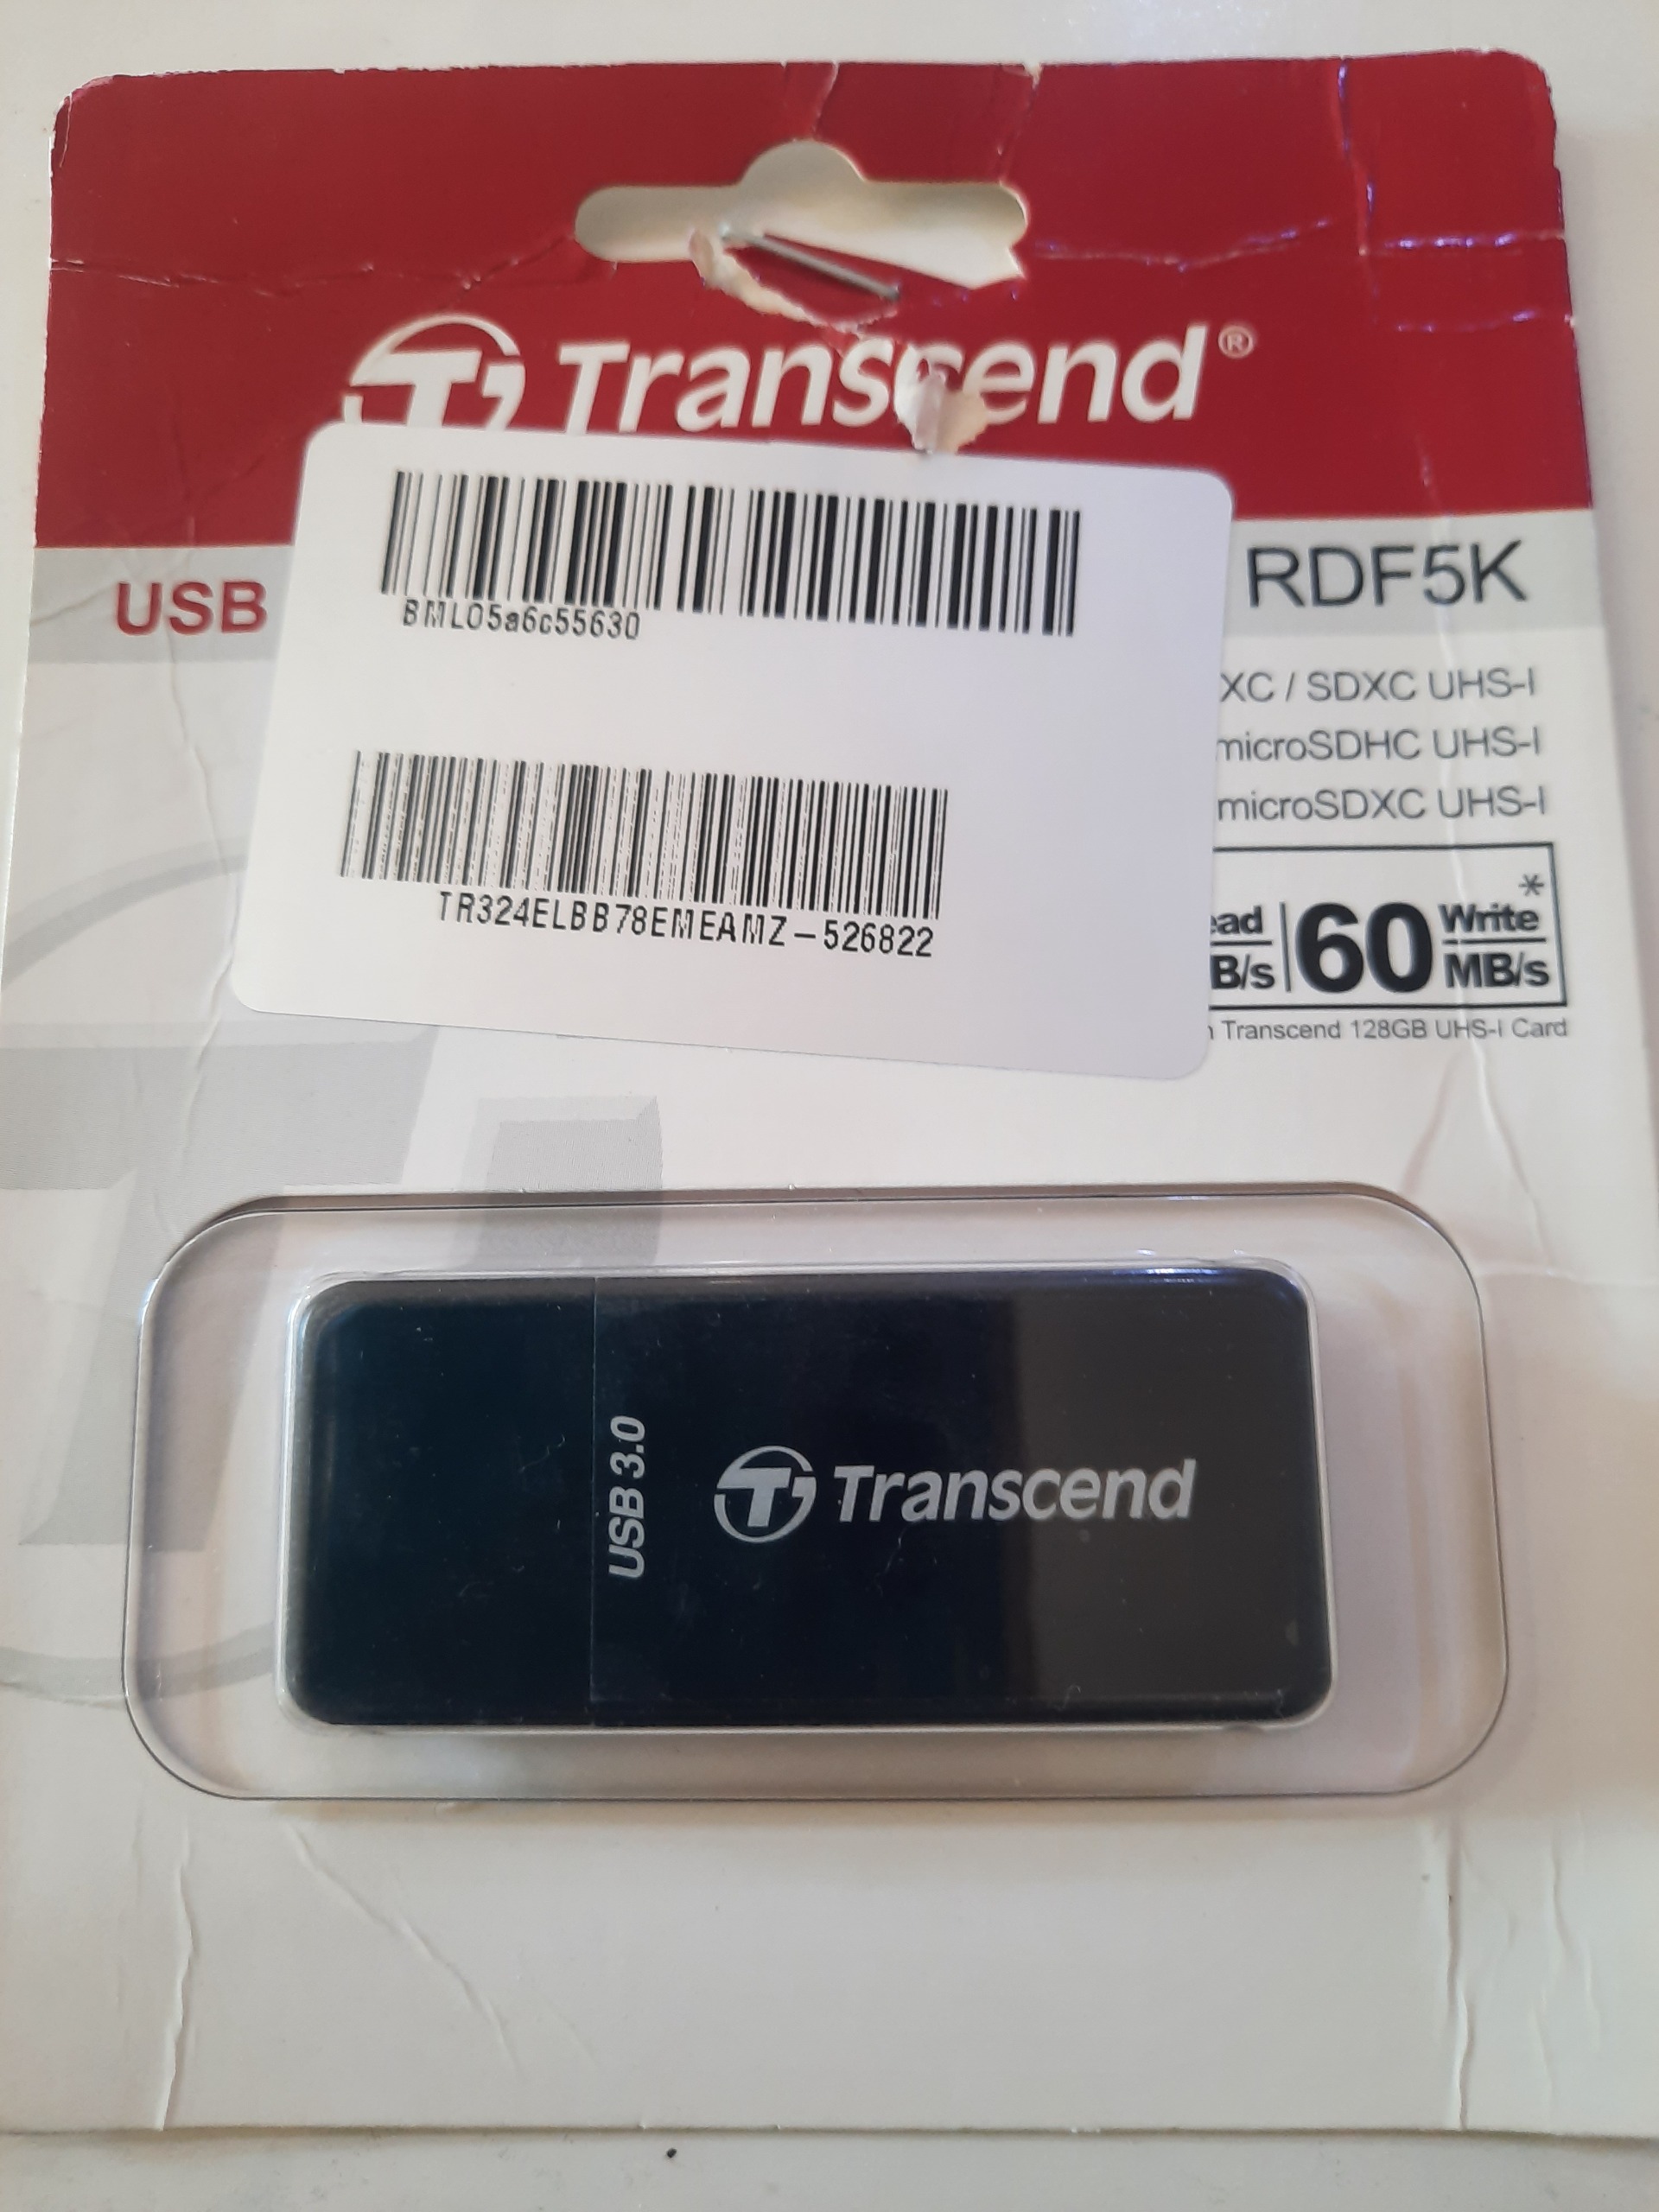 Transcend®
BML05a6c55630
USB
RDF5K
XC / SDXC UHS-I
microSDHC UHS-I
TR324ELBB78EMEAMZ-526822
microSDXC UHS-I
ead
B/s
60 Write*
MB/s
Transcend 128GB UHS-I Card
USB 3.0
Transcend